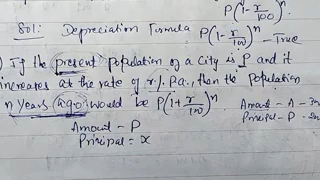 P(1-r/100)^n.
Sol: Depreciation Formula P(1-r/100)^n - True
) If the present population of a City is P and it
increases at the rate of r% p.a., then the population
n years ago would be P(1+r/100)^n
Amount - P
Principal = x
Amount - A -
Principal - P -